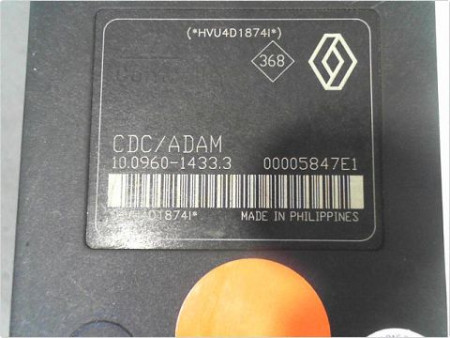 (*HVU4D1874I*)
368
CDC/ADAM
10.0960-1433.3 00005847E1
MADE IN PHILIPPINES